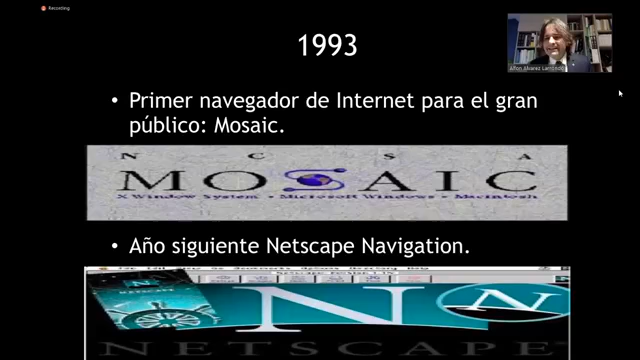 Recording
1993
• Primer navegador de Internet para el gran
público: Mosaic.
N C S A
MOSAIC
X Window System • Microsoft Windows • Macintosh
• Año siguiente Netscape Navigation.
N
N
NETSCAPE